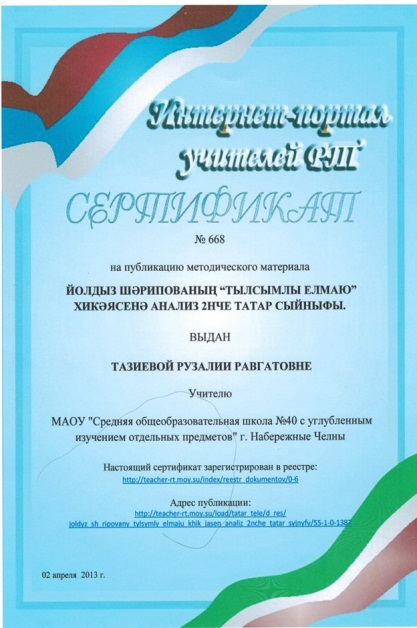 Интернет-портал
учителей РТ
СЕРТИФИКАТ
№ 668
на публикацию методического материала
ЙОЛДЫЗ ШӘРИПОВАНЫҢ “ТЫЛСЫМЛЫ ЕЛМАЮ”
ХИКӘЯСЕНӘ АНАЛИЗ 2НЧЕ ТАТАР СЫЙНЫФЫ.
ВЫДАН
ТАЗИЕВОЙ РУЗАЛИИ РАВГАТОВНЕ
Учителю
МАОУ "Средняя общеобразовательная школа №40 с углубленным
изучением отдельных предметов" г. Набережные Челны
Настоящий сертификат зарегистрирован в реестре:
http://teacher-rt.moy.su/index/reestr_dokumentov/0-6
Адрес публикации:
http://teacher-rt.moy.su/load/tatar_tele/d_res/
joldyz_sh_ripovany_tylsymly_elmaju_khik_jasen_analiz_2nche_tatar_syjnyfy/55-1-0-1387
02 апреля 2013 г.